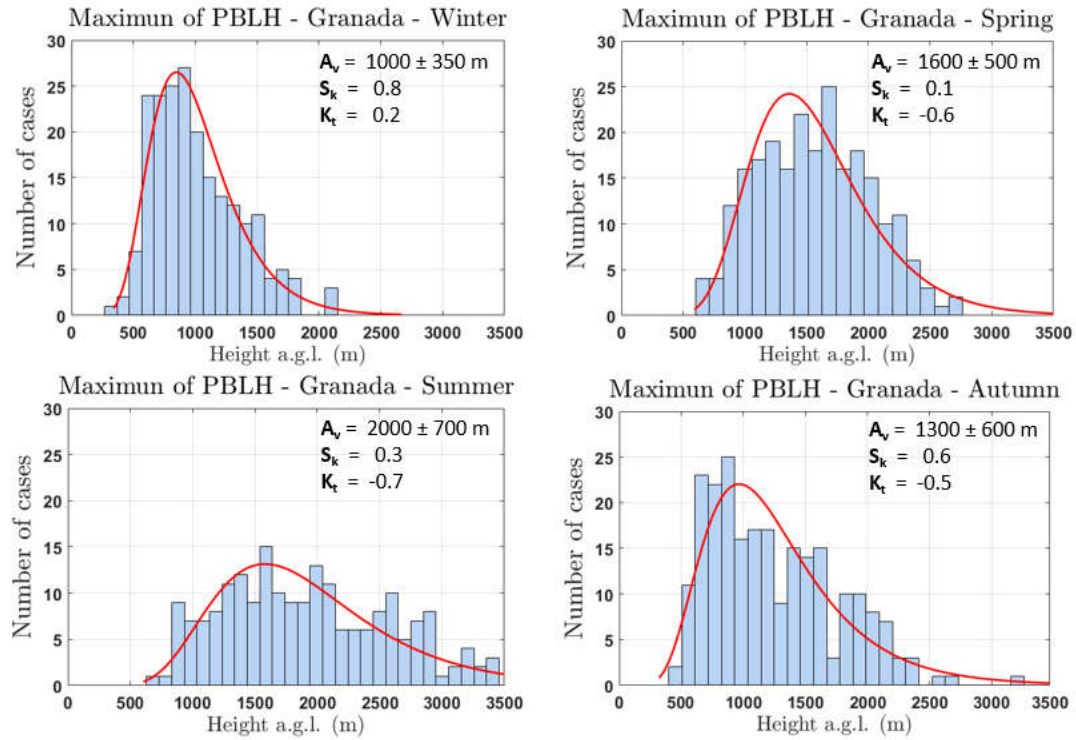 Maximun of PBLH - Granada - Winter
30
25
20
15
10
5
0
Number of cases
Aᵥ = 1000 ± 350 m
Sₖ = 0.8
Kₜ = 0.2
0 500 1000 1500 2000 2500 3000 3500
Height a.g.l. (m)
Maximun of PBLH - Granada - Spring
30
25
20
15
10
5
0
Number of cases
Aᵥ = 1600 ± 500 m
Sₖ = 0.1
Kₜ = -0.6
0 500 1000 1500 2000 2500 3000 3500
Height a.g.l. (m)
Maximun of PBLH - Granada - Summer
30
25
20
15
10
5
0
Number of cases
Aᵥ = 2000 ± 700 m
Sₖ = 0.3
Kₜ = -0.7
0 500 1000 1500 2000 2500 3000 3500
Height a.g.l. (m)
Maximun of PBLH - Granada - Autumn
30
25
20
15
10
5
0
Number of cases
Aᵥ = 1300 ± 600 m
Sₖ = 0.6
Kₜ = -0.5
0 500 1000 1500 2000 2500 3000 3500
Height a.g.l. (m)